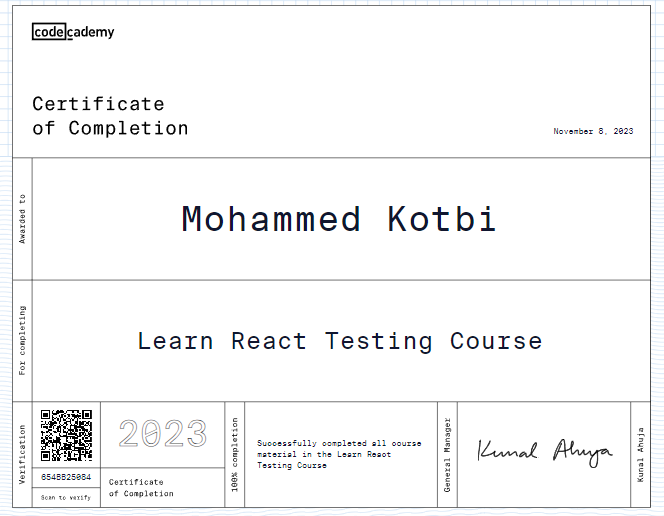 codecademy
Certificate
of Completion
November 8, 2023
Awarded to
Mohammed Kotbi
For completing
Learn React Testing Course
Verification
654BB25084
Scan to verify
2023
Certificate
of Completion
100% completion
Successfully completed all course
material in the Learn React
Testing Course
General Manager
Kunal Ahuja
Kunal Ahuja